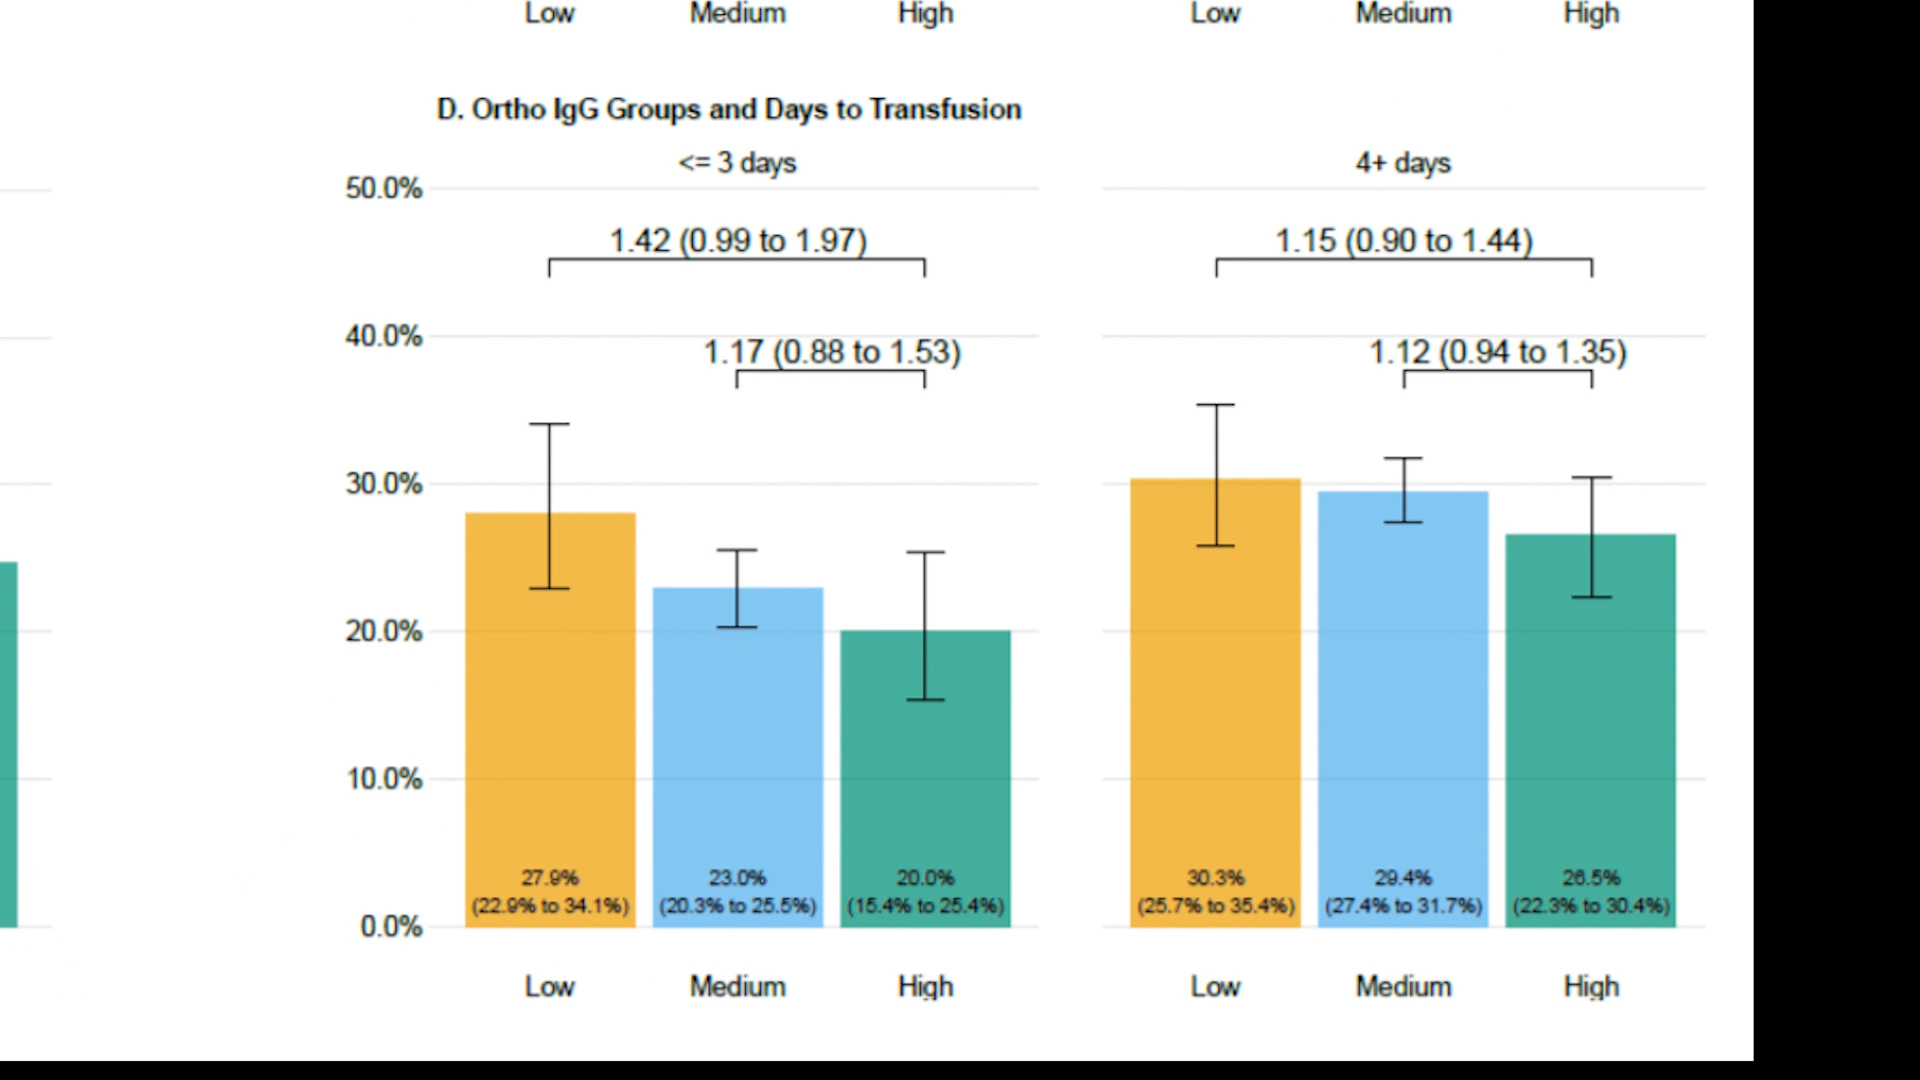 Low Medium High Low Medium High
D. Ortho IgG Groups and Days to Transfusion
<= 3 days 4+ days
50.0%
1.42 (0.99 to 1.97) 1.15 (0.90 to 1.44)
40.0%
1.17 (0.88 to 1.53) 1.12 (0.94 to 1.35)
30.0%
20.0%
10.0%
27.9% 23.0% 20.0% 30.3% 29.4% 26.5%
(22.9% to 34.1%) (20.3% to 25.5%) (15.4% to 25.4%) (25.7% to 35.4%) (27.4% to 31.7%) (22.3% to 30.4%)
0.0%
Low Medium High Low Medium High